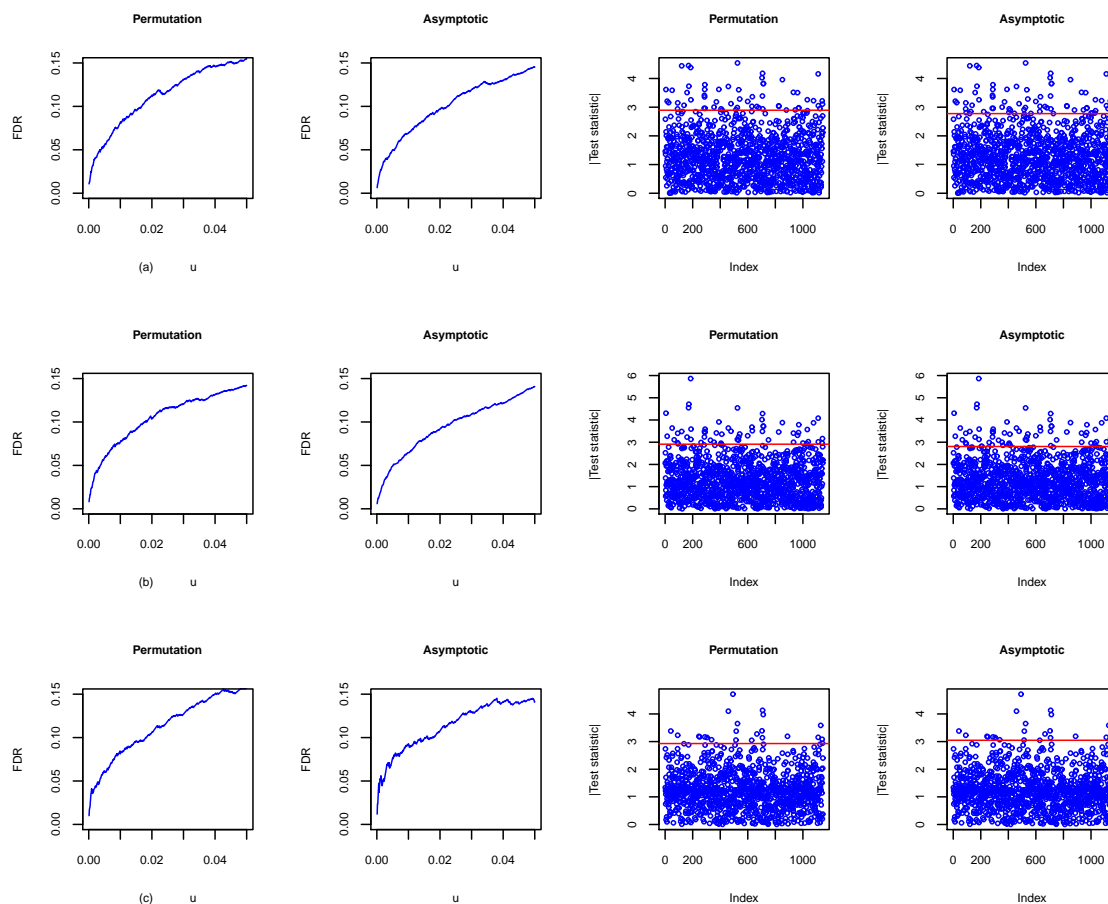 Permutation Asymptotic Permutation Asymptotic
FDR
0.00 0.05 0.10 0.15
0.00 0.02 0.04
(a) u
FDR
0.00 0.05 0.10 0.15
0.00 0.02 0.04
u
|Test statistic|
0 1 2 3 4
0 200 600 1000
Index
|Test statistic|
0 1 2 3 4
0 200 600 1000
Index
Permutation Asymptotic Permutation Asymptotic
FDR
0.00 0.05 0.10 0.15
0.00 0.02 0.04
(b) u
FDR
0.00 0.05 0.10 0.15
0.00 0.02 0.04
u
|Test statistic|
0 1 2 3 4 5 6
0 200 600 1000
Index
|Test statistic|
0 1 2 3 4 5 6
0 200 600 1000
Index
Permutation Asymptotic Permutation Asymptotic
FDR
0.00 0.05 0.10 0.15
0.00 0.02 0.04
(c) u
FDR
0.00 0.05 0.10 0.15
0.00 0.02 0.04
u
|Test statistic|
0 1 2 3 4
0 200 600 1000
Index
|Test statistic|
0 1 2 3 4
0 200 600 1000
Index